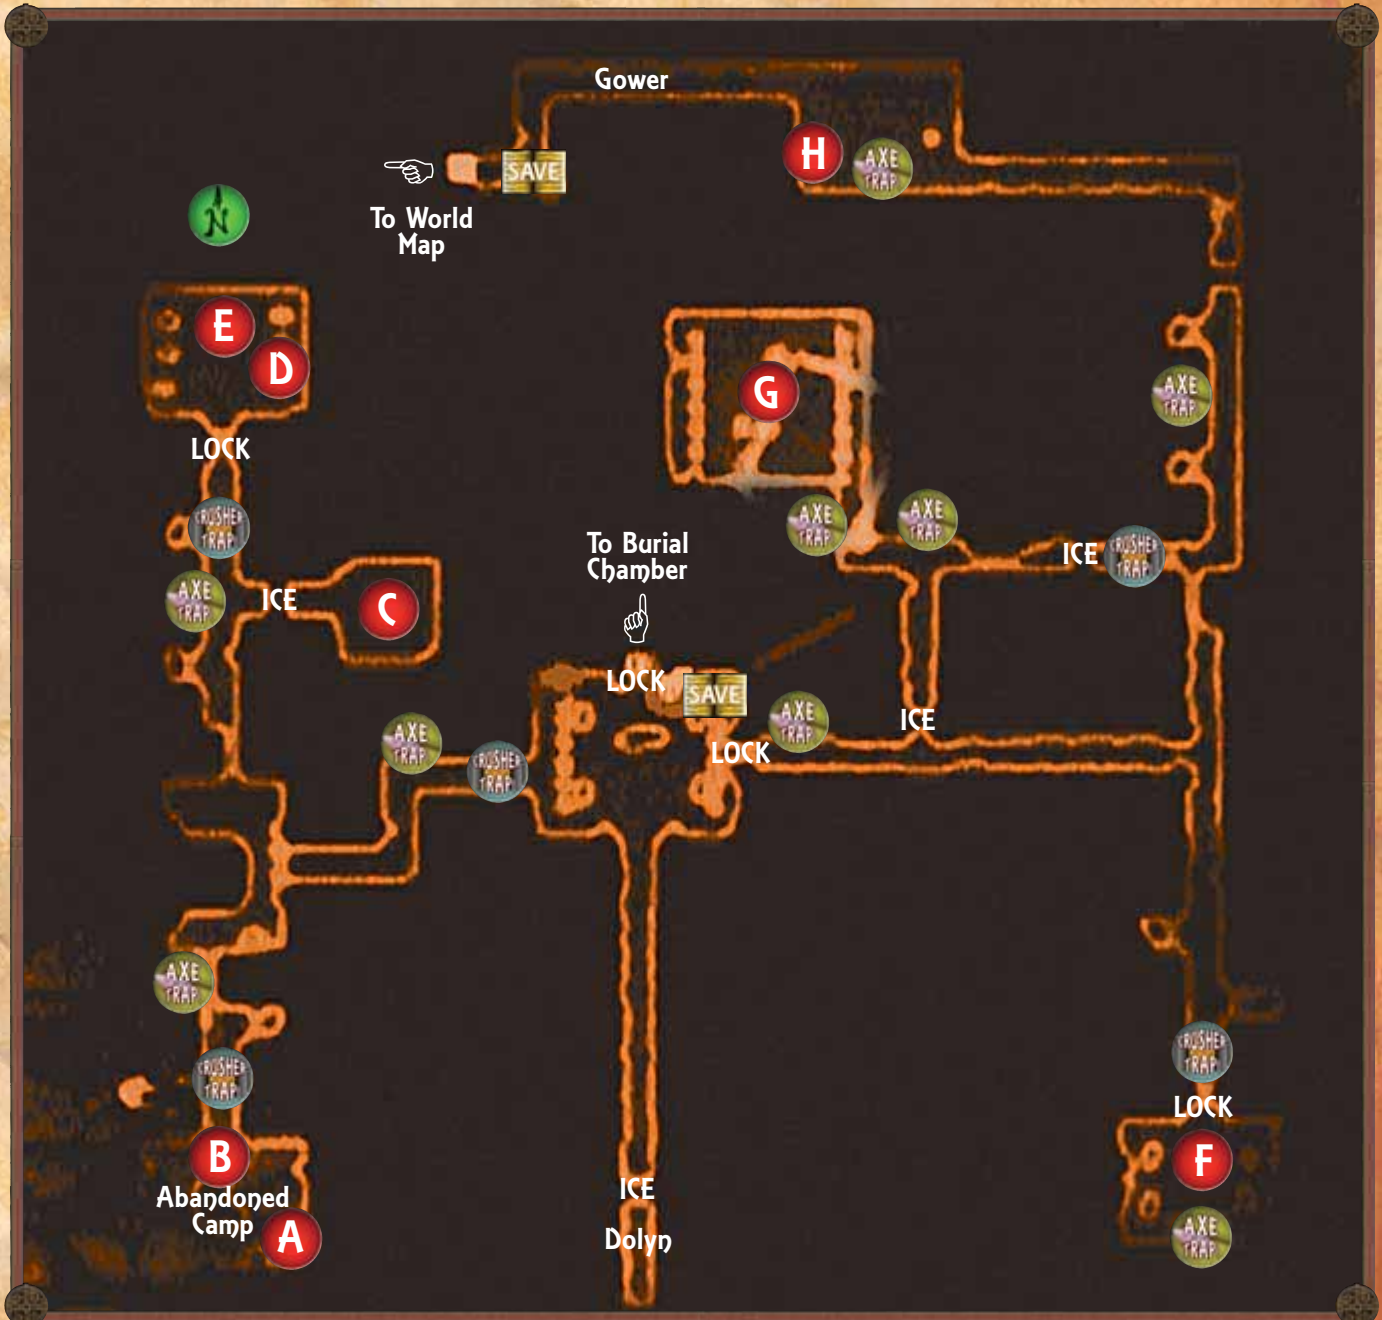 Gower
H
AXE
TRAP
SAVE
To World
Map
N
E
D
G
AXE
TRAP
LOCK
CRUSHER
TRAP
AXE
TRAP
AXE
TRAP
To Burial
Chamber
ICE
CRUSHER
TRAP
AXE
TRAP
ICE
C
LOCK
SAVE
AXE
TRAP
ICE
AXE
TRAP
LOCK
CRUSHER
TRAP
AXE
TRAP
CRUSHER
TRAP
CRUSHER
TRAP
LOCK
B
F
Abandoned
Camp
A
ICE
Dolyn
AXE
TRAP